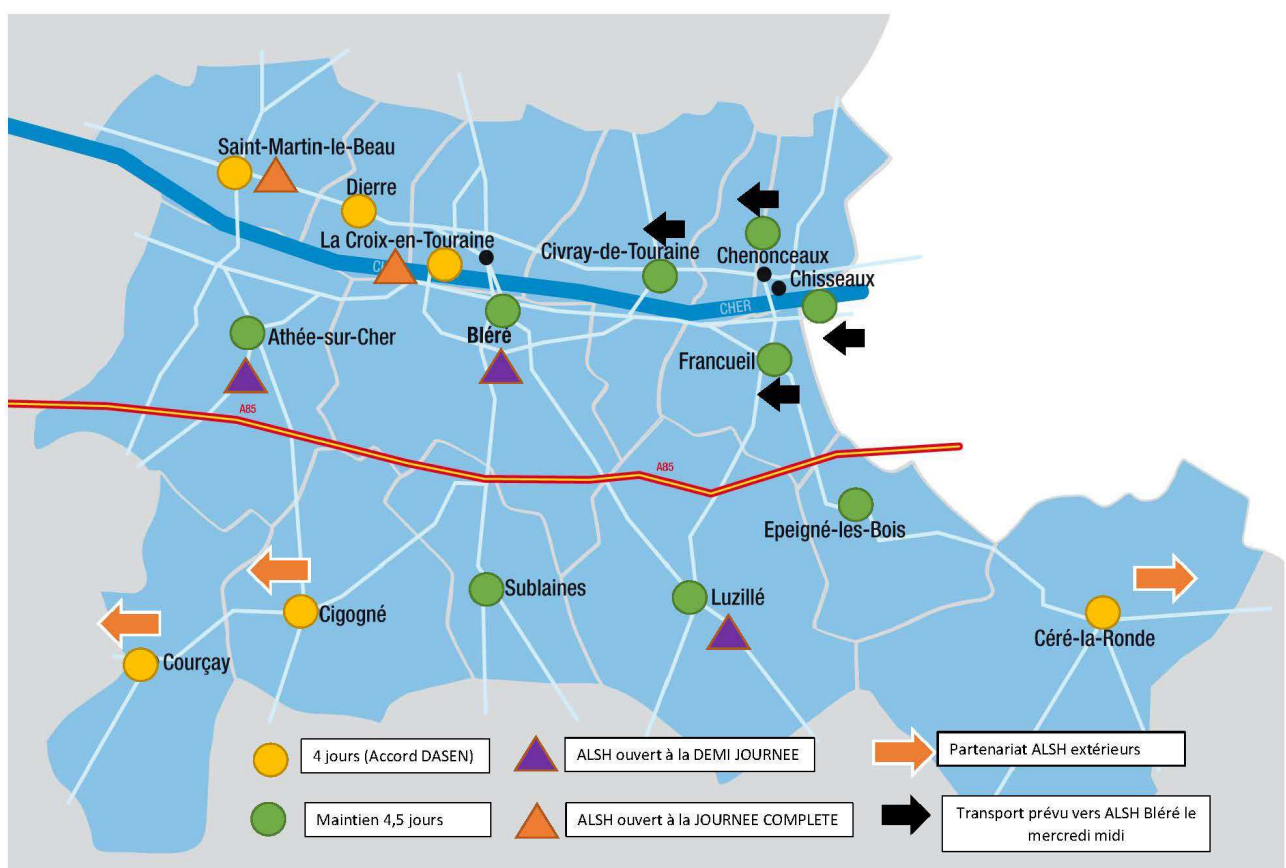 Saint-Martin-le-Beau
Dierre
La Croix-en-Touraine
Civray-de-Touraine
Chenonceaux
Chisseaux
CHER
Bléré
Athée-sur-Cher
Francueil
A85
A85
Epeigné-les-Bois
Sublaines
Luzillé
Cigogné
Céré-la-Ronde
Courçay
4 jours (Accord DASEN)
ALSH ouvert à la DEMI JOURNEE
Partenariat ALSH extérieurs
Maintien 4,5 jours
ALSH ouvert à la JOURNEE COMPLETE
Transport prévu vers ALSH Bléré le
mercredi midi